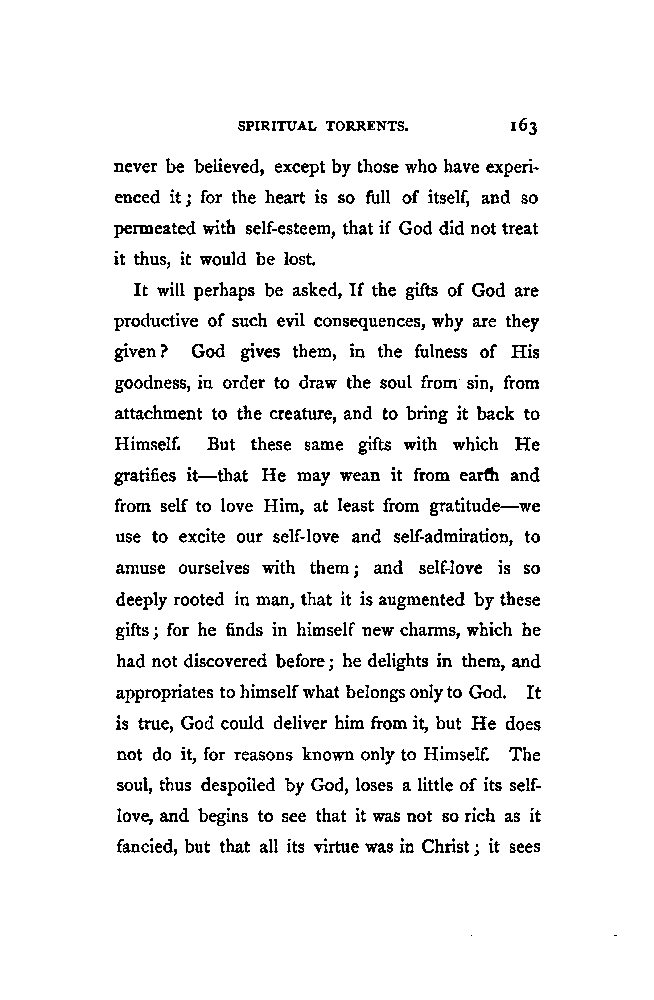 SPIRITUAL TORRENTS. 163
never be believed, except by those who have experi-
enced it; for the heart is so full of itself, and so
permeated with self-esteem, that if God did not treat
it thus, it would be lost.
It will perhaps be asked, If the gifts of God are
productive of such evil consequences, why are they
given? God gives them, in the fulness of His
goodness, in order to draw the soul from sin, from
attachment to the creature, and to bring it back to
Himself. But these same gifts with which He
gratifies it—that He may wean it from earth and
from self to love Him, at least from gratitude—we
use to excite our self-love and self-admiration, to
amuse ourselves with them; and self-love is so
deeply rooted in man, that it is augmented by these
gifts; for he finds in himself new charms, which he
had not discovered before; he delights in them, and
appropriates to himself what belongs only to God. It
is true, God could deliver him from it, but He does
not do it, for reasons known only to Himself. The
soul, thus despoiled by God, loses a little of its self-
love, and begins to see that it was not so rich as it
fancied, but that all its virtue was in Christ; it sees